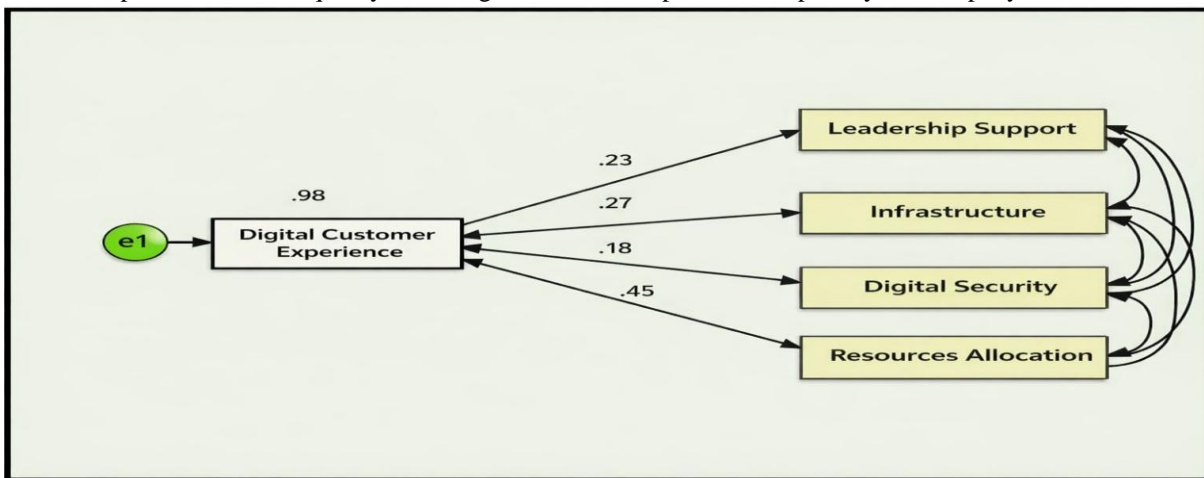 .98
e1
Digital Customer
Experience
.23
.27
.18
.45
Leadership Support
Infrastructure
Digital Security
Resources Allocation